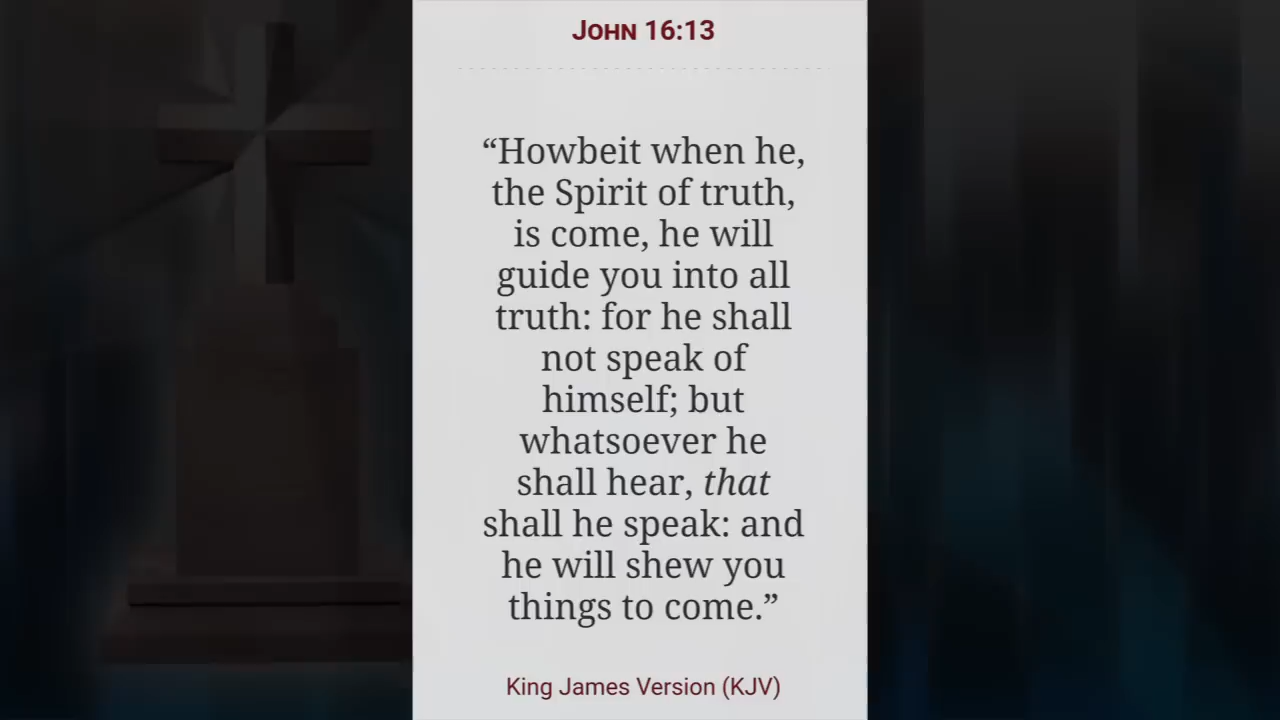 John 16:13
“Howbeit when he,
the Spirit of truth,
is come, he will
guide you into all
truth: for he shall
not speak of
himself; but
whatsoever he
shall hear, that
shall he speak: and
he will shew you
things to come.”
King James Version (KJV)